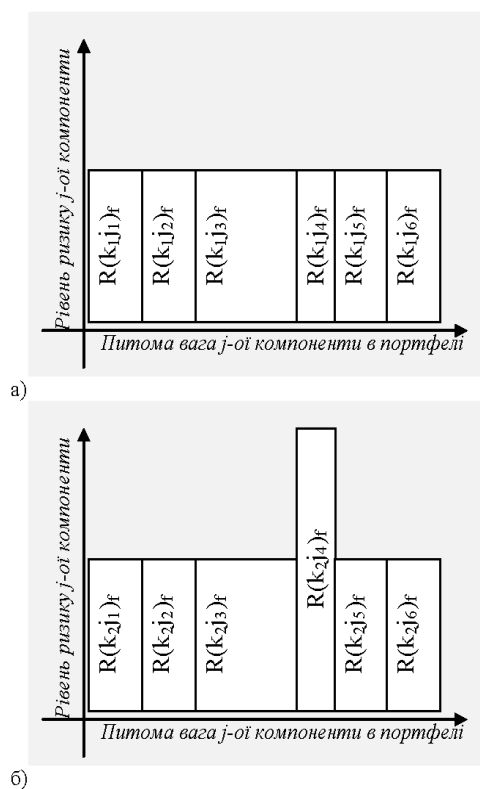 Рівень ризику j-ої компоненти
R(k₁j₁)f
R(k₁j₂)f
R(k₁j₃)f
R(k₁j₄)f
R(k₁j₅)f
R(k₁j₆)f
Питома вага j-ої компоненти в портфелі
а)
Рівень ризику j-ої компоненти
R(k₂j₁)f
R(k₂j₂)f
R(k₂j₃)f
R(k₂j₄)f
R(k₂j₅)f
R(k₂j₆)f
Питома вага j-ої компоненти в портфелі
б)